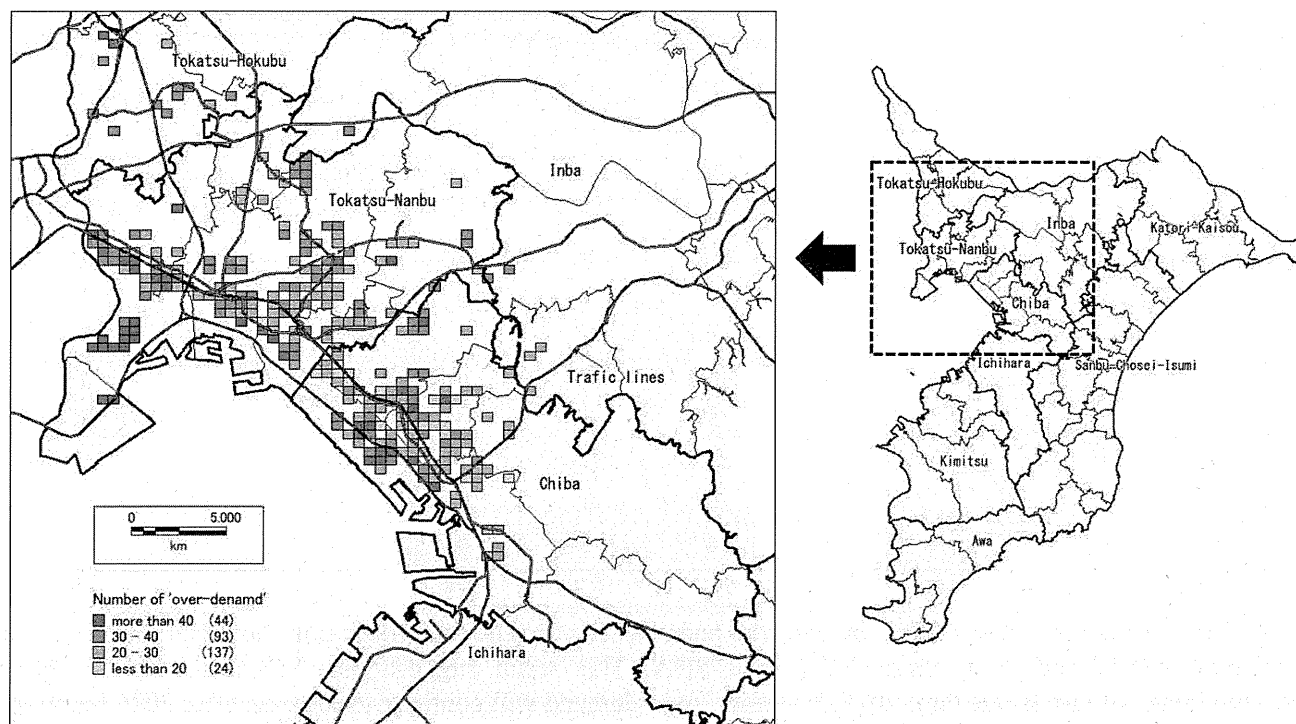 Tokatsu-Hokubu
Inba
Tokatsu-Nanbu
Trafic lines
Chiba
Ichihara
0 5.000
km
Number of 'over-denamd'
more than 40 (44)
30 - 40 (93)
20 - 30 (137)
less than 20 (24)
Tokatsu-Hokubu
Inba
Katori-Kaisou
Tokatsu-Nanbu
Chiba
Ichihara
Sanbu-Chosei-Isumi
Kimitsu
Awa